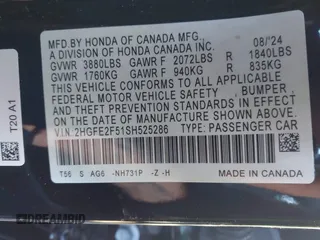 MFD.BY HONDA OF CANADA MFG., 08/'24
A DIVISION OF HONDA CANADA INC.
GVWR 3880LBS GAWR F 2072LBS R 1840LBS
GVWR 1760KG GAWR F 940KG R 835KG
THIS VEHICLE CONFORMS TO ALL APPLICABLE
FEDERAL MOTOR VEHICLE SAFETY , BUMPER ,
AND THEFT PREVENTION STANDARDS IN EFFECT
ON THE DATE OF MANUFACTURE SHOWN ABOVE.
V.I.N: 2HGFE2F51SH525286 TYPE: PASSENGER CAR
T56 S AG6 -NH731P -Z -H
MADE IN CANADA
T20 A1
DREAMBID